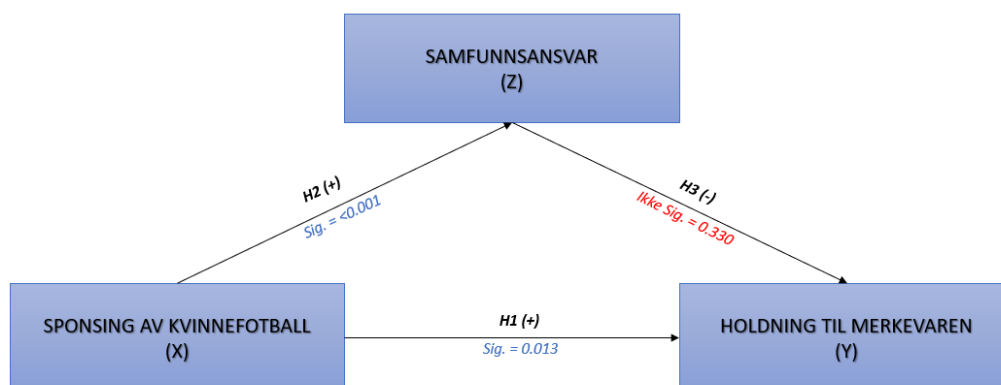 SAMFUNNSANSVAR
(Z)
H2 (+)
Sig. = <0.001
H3 (-)
Ikke Sig. = 0.330
SPONSING AV KVINNEFOTBALL
(X)
H1 (+)
Sig. = 0.013
HOLDNING TIL MERKEVAREN
(Y)